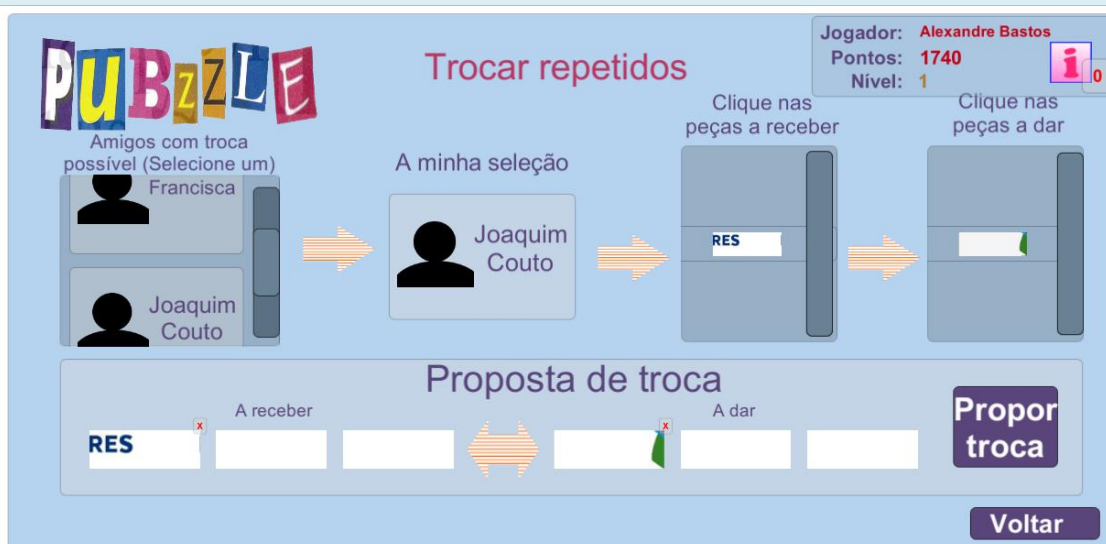 PUBZZLE
Trocar repetidos
Jogador: Alexandre Bastos
Pontos: 1740
Nível: 1
i
0
Amigos com troca
possível (Selecione um)
Francisca
Joaquim
Couto
A minha seleção
Joaquim
Couto
Clique nas
peças a receber
RES
Clique nas
peças a dar
Proposta de troca
A receber
RES
x
A dar
x
Propor
troca
Voltar